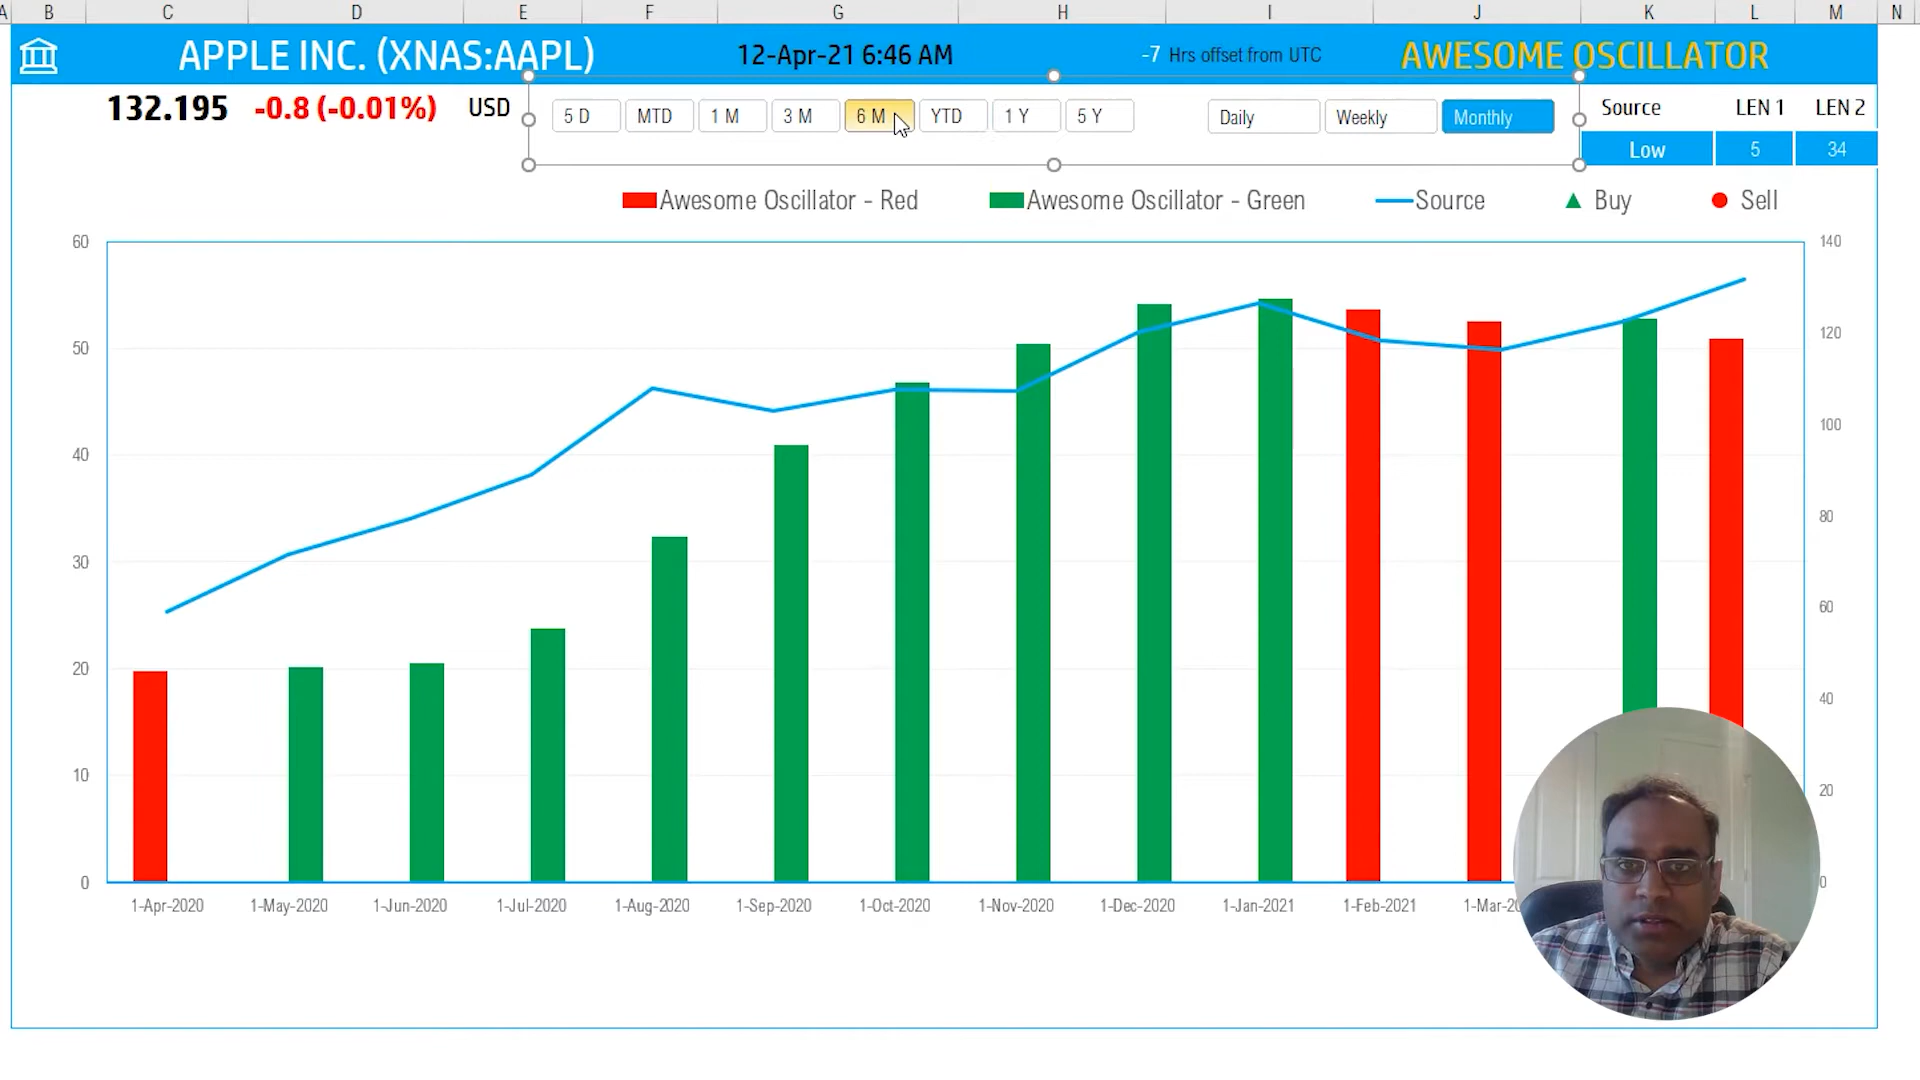 A B C D E F G H I J K L M N
APPLE INC. (XNAS:AAPL) 12-Apr-21 6:46 AM -7 Hrs offset from UTC AWESOME OSCILLATOR
132.195 -0.8 (-0.01%) USD 5 D MTD 1 M 3 M 6 M YTD 1 Y 5 Y Daily Weekly Monthly Source LEN 1 LEN 2
Low 5 34
Awesome Oscillator - Red Awesome Oscillator - Green Source Buy Sell
60 140
120
50
100
40
80
30
60
20
40
10
20
0 0
1-Apr-2020 1-May-2020 1-Jun-2020 1-Jul-2020 1-Aug-2020 1-Sep-2020 1-Oct-2020 1-Nov-2020 1-Dec-2020 1-Jan-2021 1-Feb-2021